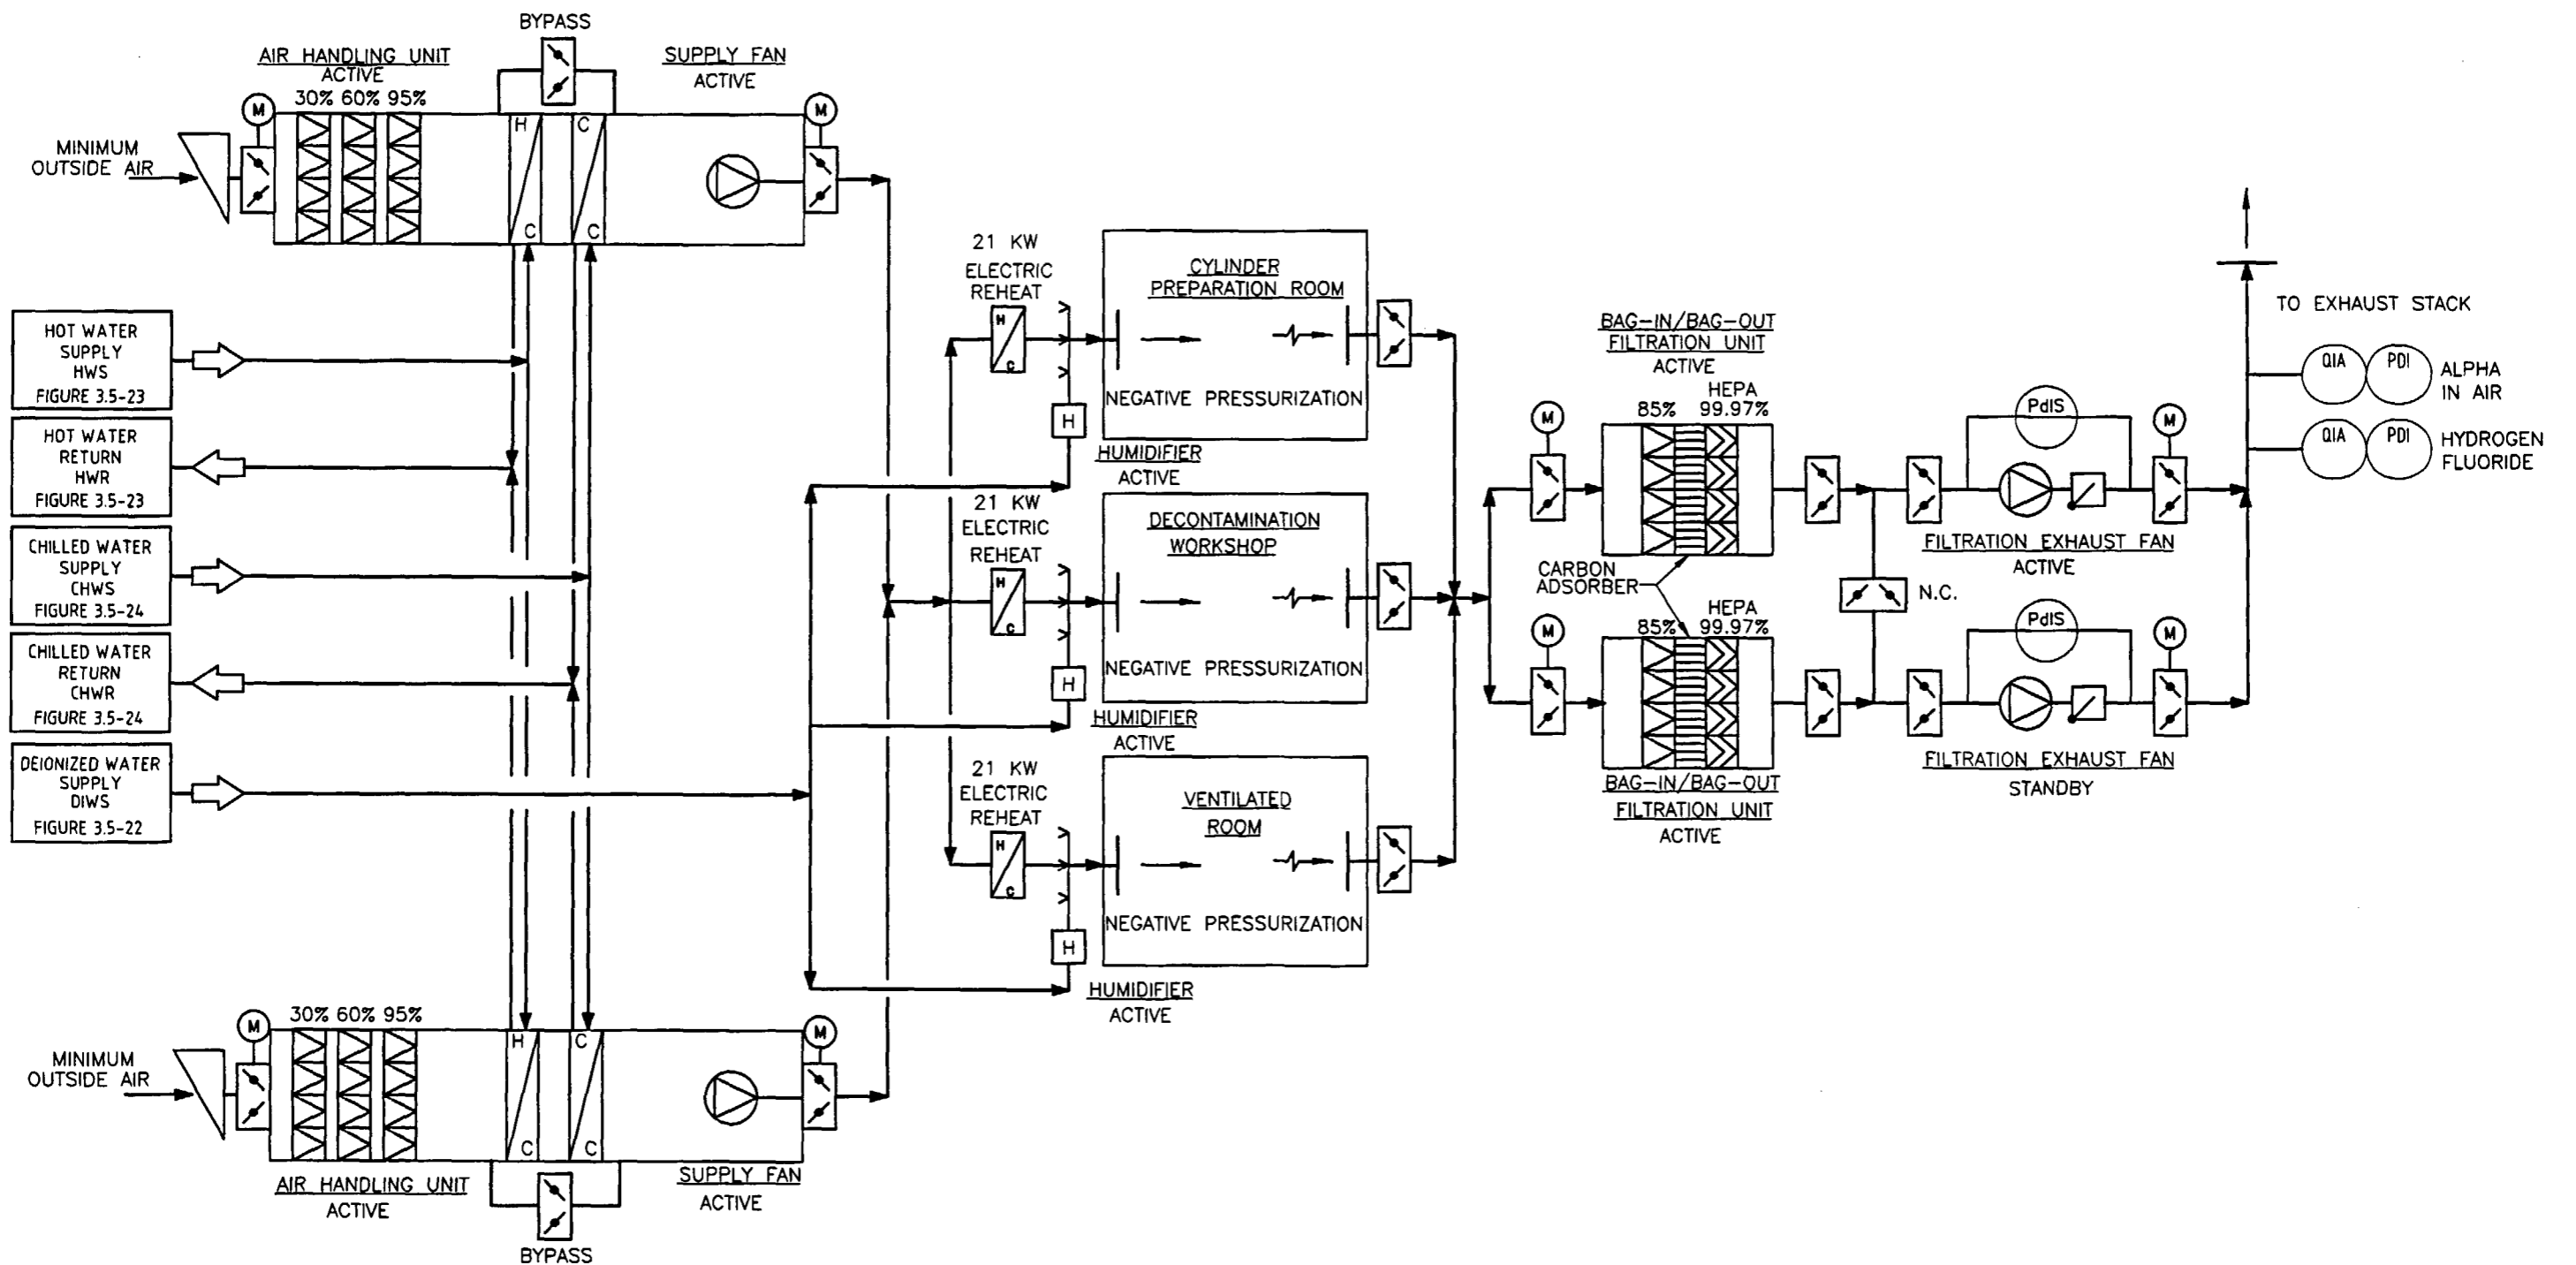 BYPASS
AIR HANDLING UNIT
ACTIVE
30% 60% 95%
SUPPLY FAN
ACTIVE
M
M
H
C
C
C
MINIMUM
OUTSIDE AIR
HOT WATER
SUPPLY
HWS
FIGURE 3.5-23
HOT WATER
RETURN
HWR
FIGURE 3.5-23
CHILLED WATER
SUPPLY
CHWS
FIGURE 3.5-24
CHILLED WATER
RETURN
CHWR
FIGURE 3.5-24
DEIONIZED WATER
SUPPLY
DIWS
FIGURE 3.5-22
21 KW
ELECTRIC
REHEAT
H
C
H
CYLINDER
PREPARATION ROOM
NEGATIVE PRESSURIZATION
HUMIDIFIER
ACTIVE
21 KW
ELECTRIC
REHEAT
H
C
H
DECONTAMINATION
WORKSHOP
NEGATIVE PRESSURIZATION
HUMIDIFIER
ACTIVE
21 KW
ELECTRIC
REHEAT
H
C
H
VENTILATED
ROOM
NEGATIVE PRESSURIZATION
HUMIDIFIER
ACTIVE
BAG-IN/BAG-OUT
FILTRATION UNIT
ACTIVE
HEPA
85% 99.97%
M
CARBON
ADSORBER
HEPA
85% 99.97%
M
BAG-IN/BAG-OUT
FILTRATION UNIT
ACTIVE
N.C.
PdIS
M
FILTRATION EXHAUST FAN
ACTIVE
PdIS
M
FILTRATION EXHAUST FAN
STANDBY
TO EXHAUST STACK
QIA PDI ALPHA
IN AIR
QIA PDI HYDROGEN
FLUORIDE
30% 60% 95%
M
M
H
C
C
C
MINIMUM
OUTSIDE AIR
AIR HANDLING UNIT
ACTIVE
SUPPLY FAN
ACTIVE
BYPASS